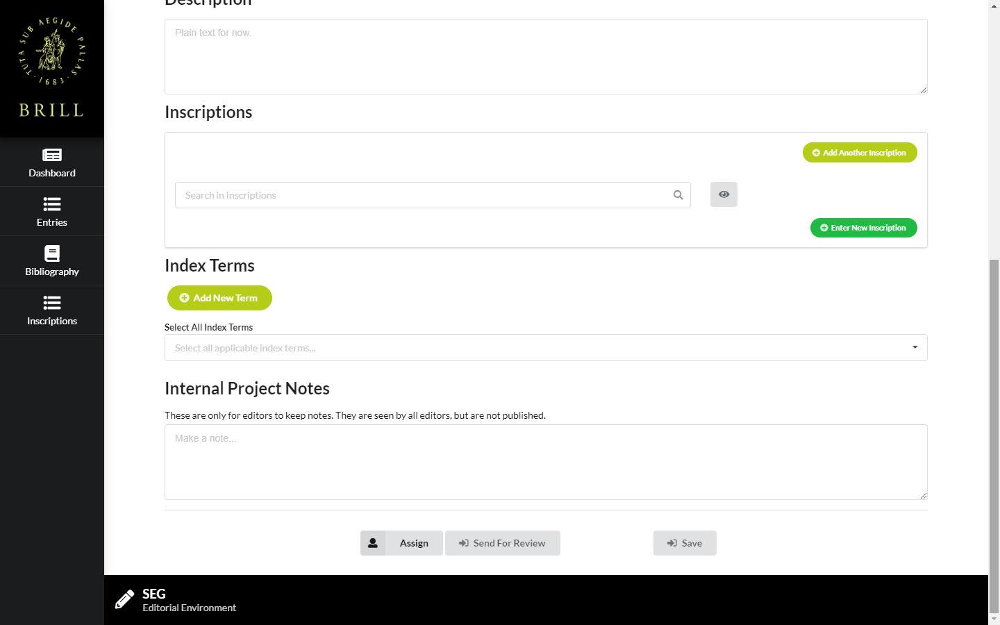 TUTA SUB AEGIDE PALLAS · 1683 ·
BRILL
Dashboard
Entries
Bibliography
Inscriptions
Description
Plain text for now.
Inscriptions
Add Another Inscription
Search in Inscriptions
Enter New Inscription
Index Terms
Add New Term
Select All Index Terms
Select all applicable index terms...
Internal Project Notes
These are only for editors to keep notes. They are seen by all editors, but are not published.
Make a note...
Assign
Send For Review
Save
SEG
Editorial Environment